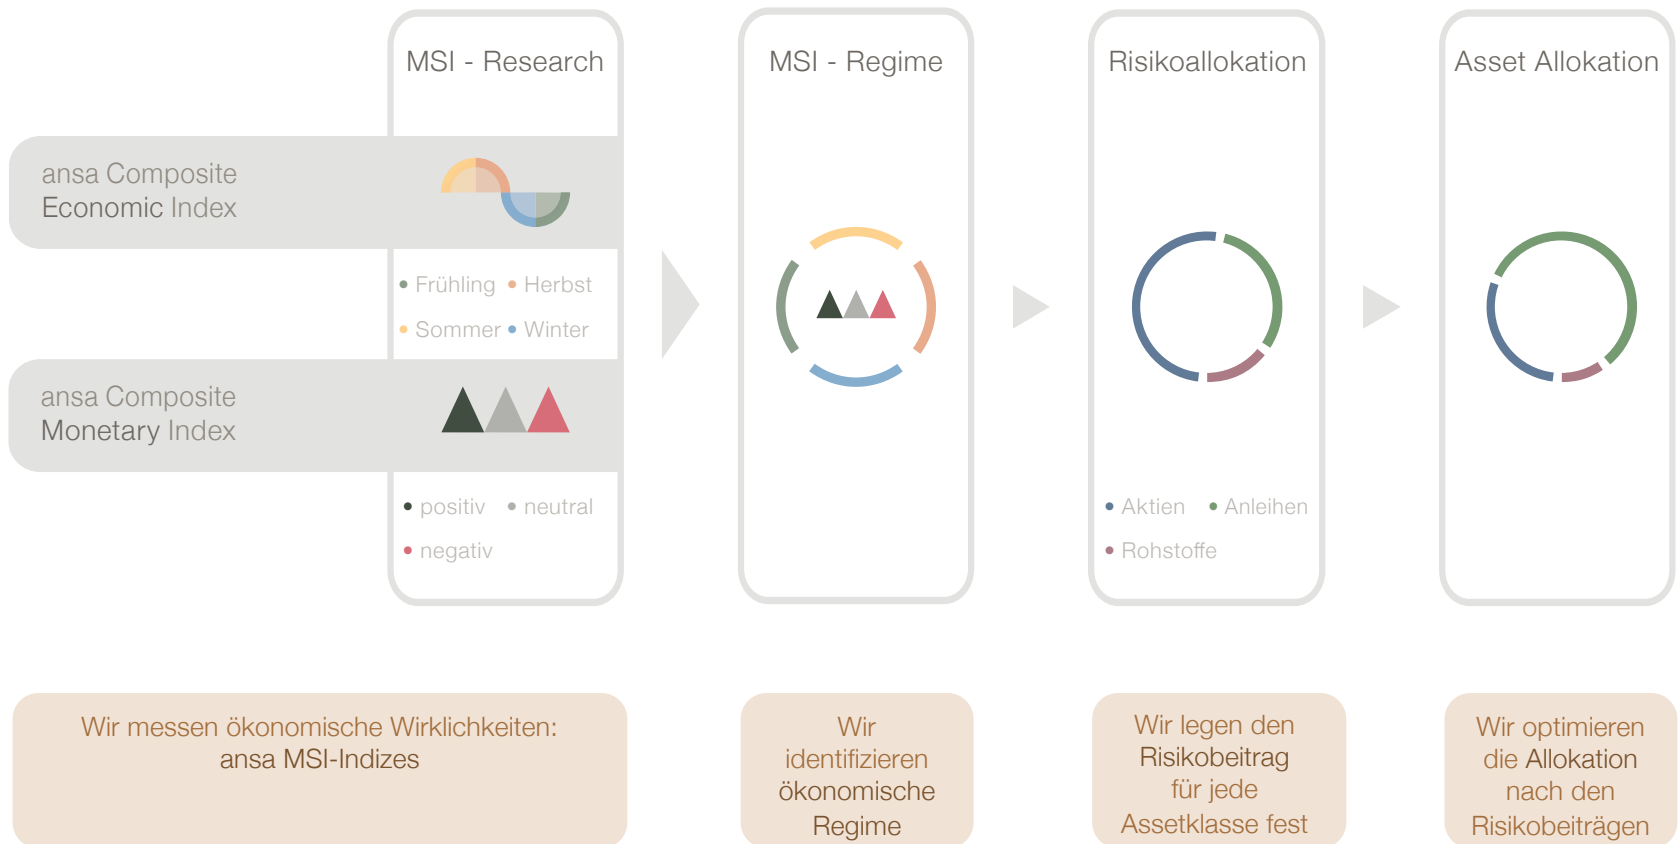 MSI - Research
ansa Composite
Economic Index
Frühling
Herbst
Sommer
Winter
ansa Composite
Monetary Index
positiv
neutral
negativ
MSI - Regime
Risikoallokation
Aktien
Anleihen
Rohstoffe
Asset Allokation
Wir messen ökonomische Wirklichkeiten:
ansa MSI-Indizes
Wir
identifizieren
ökonomische
Regime
Wir legen den
Risikobeitrag
für jede
Assetklasse fest
Wir optimieren
die Allokation
nach den
Risikobeiträgen